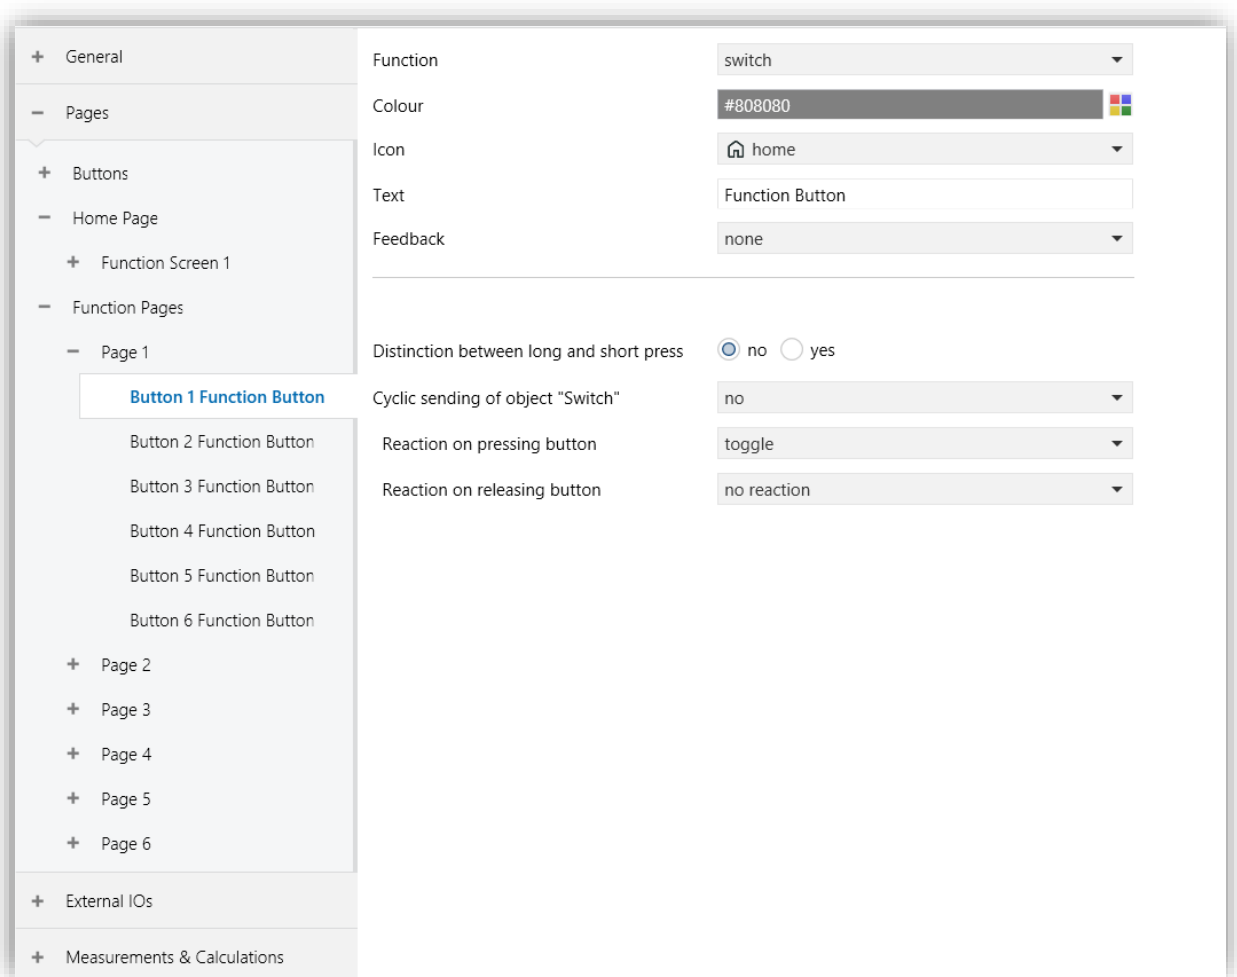 General
Pages
Buttons
Home Page
Function Screen 1
Function Pages
Page 1
Button 1 Function Button
Button 2 Function Button
Button 3 Function Button
Button 4 Function Button
Button 5 Function Button
Button 6 Function Button
Page 2
Page 3
Page 4
Page 5
Page 6
External IOs
Measurements & Calculations
Function switch
Colour #808080
Icon home
Text Function Button
Feedback none
Distinction between long and short press no yes
Cyclic sending of object "Switch" no
Reaction on pressing button toggle
Reaction on releasing button no reaction